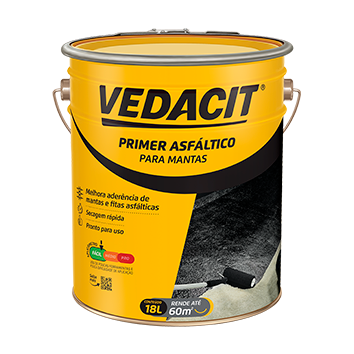 VEDACIT®
PRIMER ASFÁLTICO
PARA MANTAS
Melhora aderência de
mantas e fitas asfálticas
Secagem rápida
Pronto para uso
FÁCIL
CONTEÚDO
18L
RENDE ATÉ
60m²